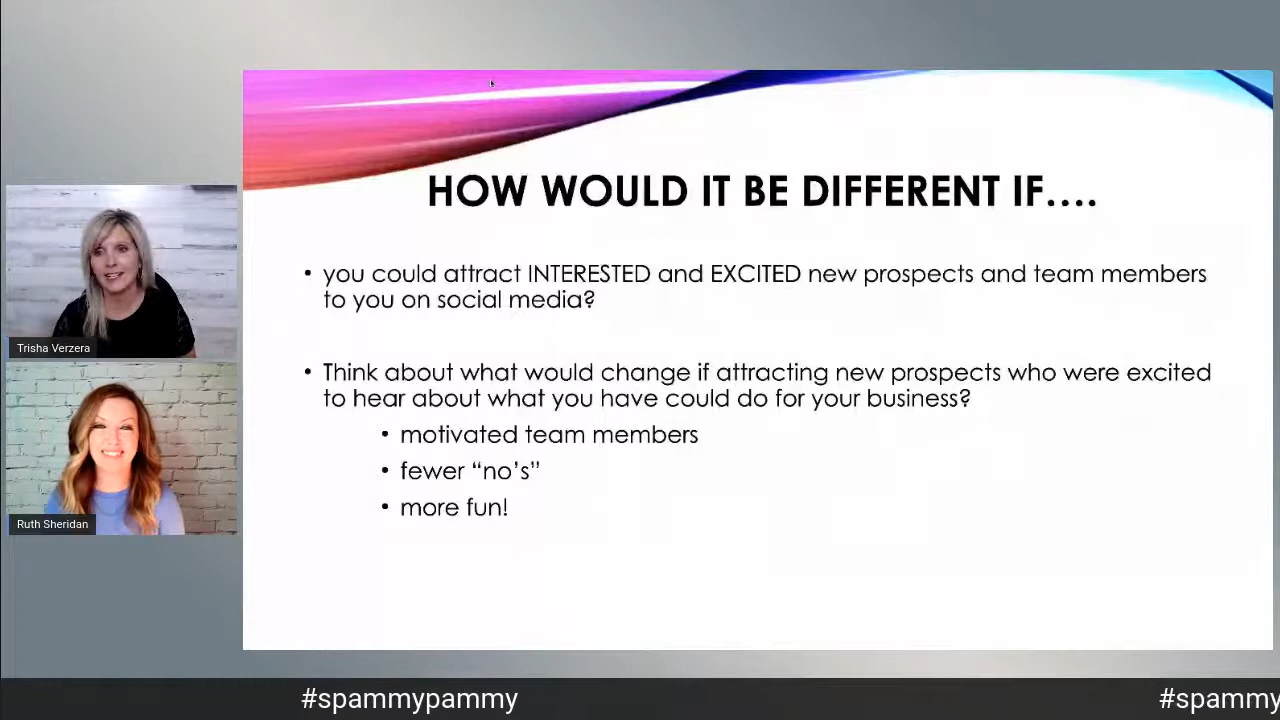 HOW WOULD IT BE DIFFERENT IF....
• you could attract INTERESTED and EXCITED new prospects and team members
to you on social media?
• Think about what would change if attracting new prospects who were excited
to hear about what you have could do for your business?
• motivated team members
• fewer “no’s”
• more fun!
Trisha Verzera
Ruth Sheridan
#spammypammy
#spammy